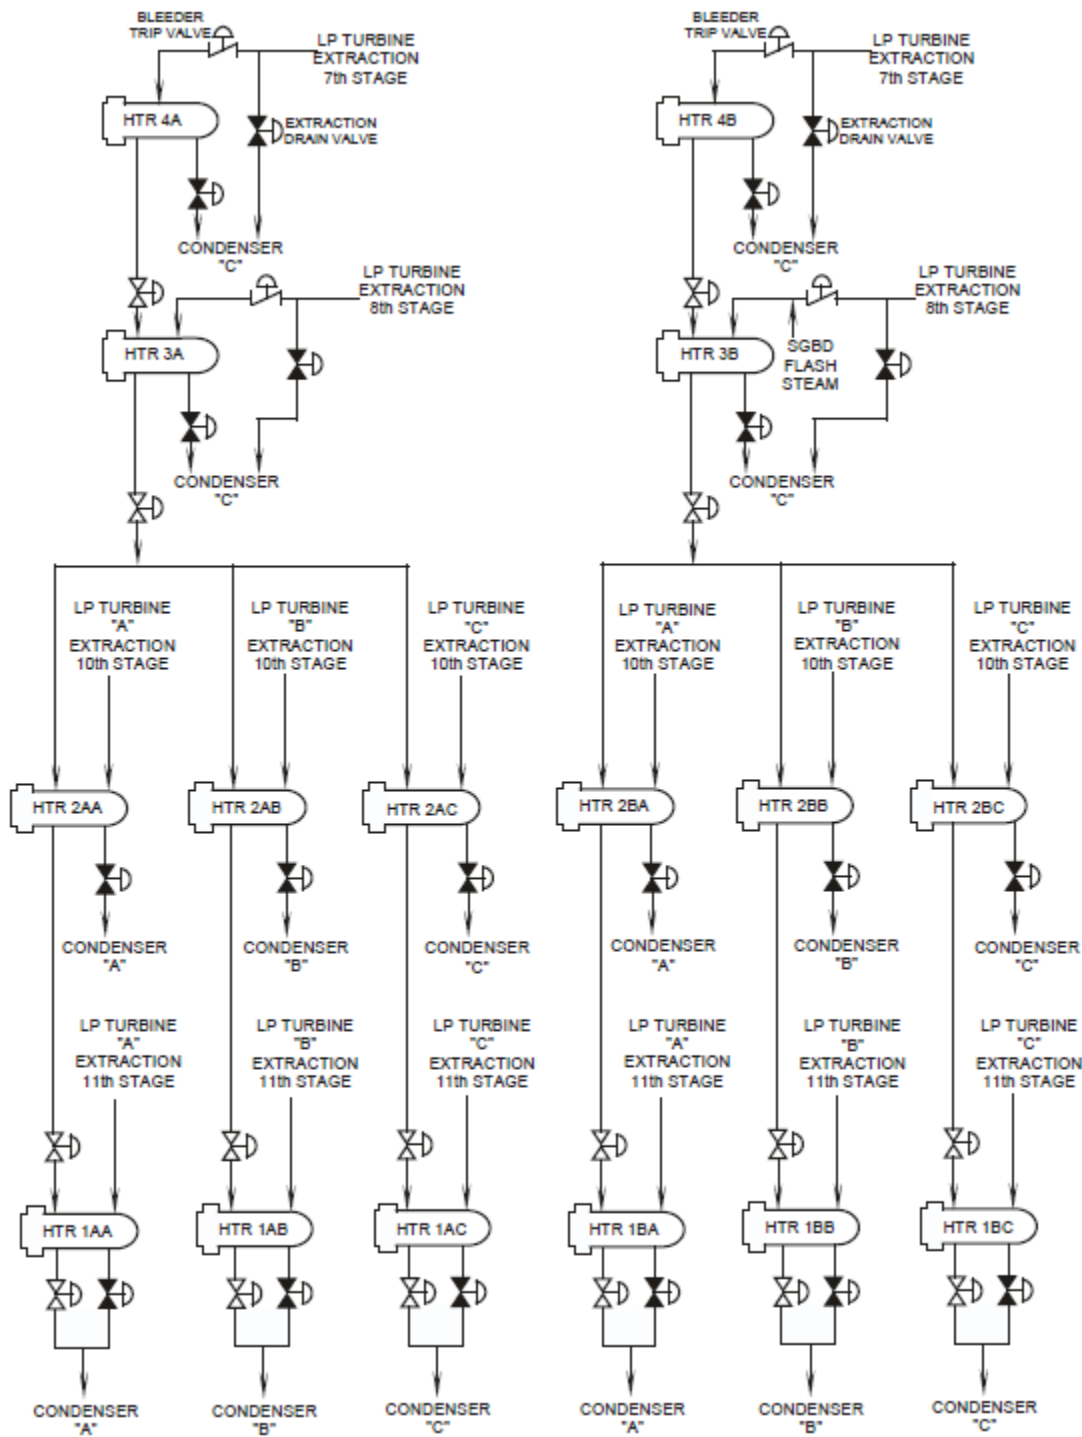 BLEEDER
TRIP VALVE
LP TURBINE
EXTRACTION
7th STAGE
HTR 4A
EXTRACTION
DRAIN VALVE
CONDENSER
"C"
LP TURBINE
EXTRACTION
8th STAGE
HTR 3A
CONDENSER
"C"
BLEEDER
TRIP VALVE
LP TURBINE
EXTRACTION
7th STAGE
HTR 4B
EXTRACTION
DRAIN VALVE
CONDENSER
"C"
LP TURBINE
EXTRACTION
8th STAGE
HTR 3B
SGBD
FLASH
STEAM
CONDENSER
"C"
LP TURBINE
"A"
EXTRACTION
10th STAGE
LP TURBINE
"B"
EXTRACTION
10th STAGE
LP TURBINE
"C"
EXTRACTION
10th STAGE
LP TURBINE
"A"
EXTRACTION
10th STAGE
LP TURBINE
"B"
EXTRACTION
10th STAGE
LP TURBINE
"C"
EXTRACTION
10th STAGE
HTR 2AA
HTR 2AB
HTR 2AC
HTR 2BA
HTR 2BB
HTR 2BC
CONDENSER
"A"
CONDENSER
"B"
CONDENSER
"C"
CONDENSER
"A"
CONDENSER
"B"
CONDENSER
"C"
LP TURBINE
"A"
EXTRACTION
11th STAGE
LP TURBINE
"B"
EXTRACTION
11th STAGE
LP TURBINE
"C"
EXTRACTION
11th STAGE
LP TURBINE
"A"
EXTRACTION
11th STAGE
LP TURBINE
"B"
EXTRACTION
11th STAGE
LP TURBINE
"C"
EXTRACTION
11th STAGE
HTR 1AA
HTR 1AB
HTR 1AC
HTR 1BA
HTR 1BB
HTR 1BC
CONDENSER
"A"
CONDENSER
"B"
CONDENSER
"C"
CONDENSER
"A"
CONDENSER
"B"
CONDENSER
"C"